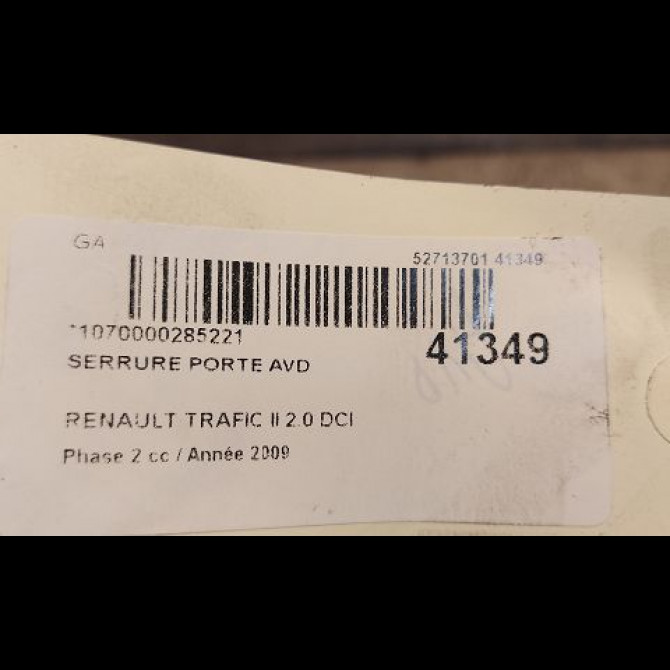 GA
52713701 41349
*1070000285221
41349
SERRURE PORTE AVD
RENAULT TRAFIC II 2.0 DCI
Phase 2 cc / Année 2009